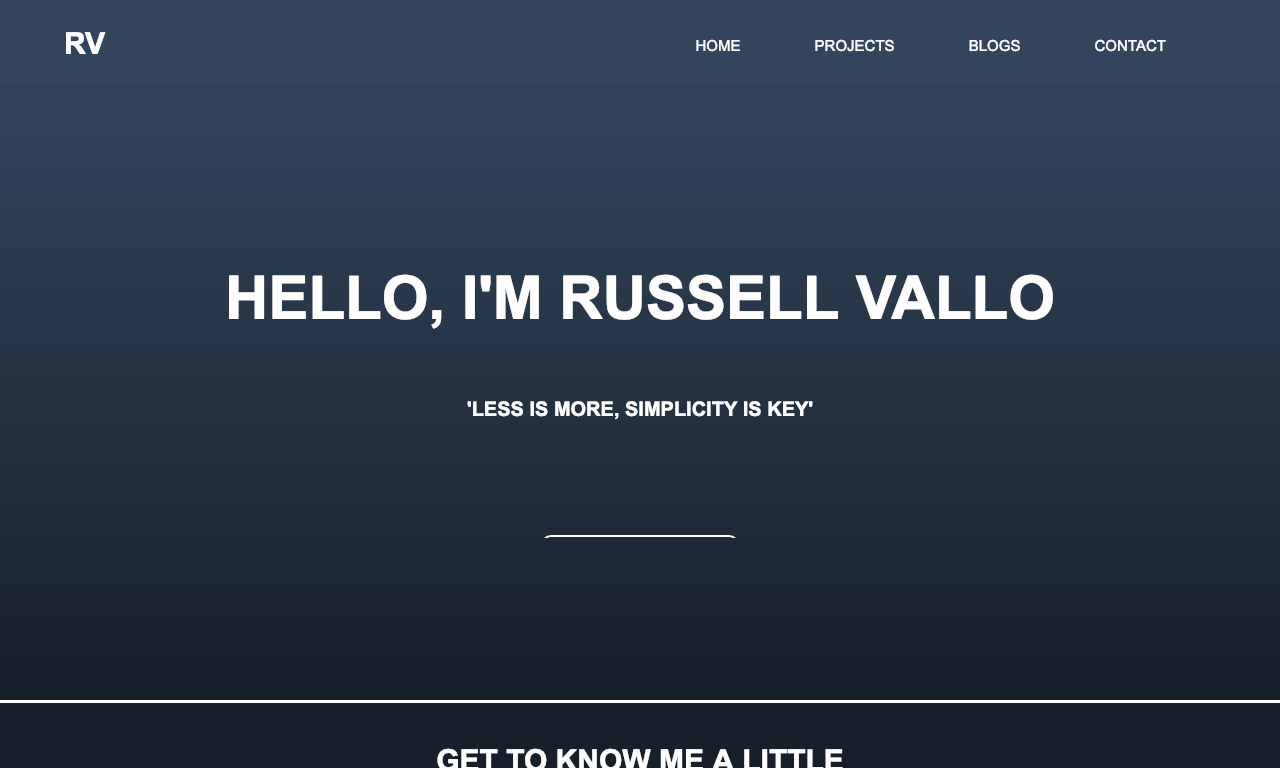 RV
HOME PROJECTS BLOGS CONTACT
HELLO, I'M RUSSELL VALLO
'LESS IS MORE, SIMPLICITY IS KEY'
GET TO KNOW ME A LITTLE